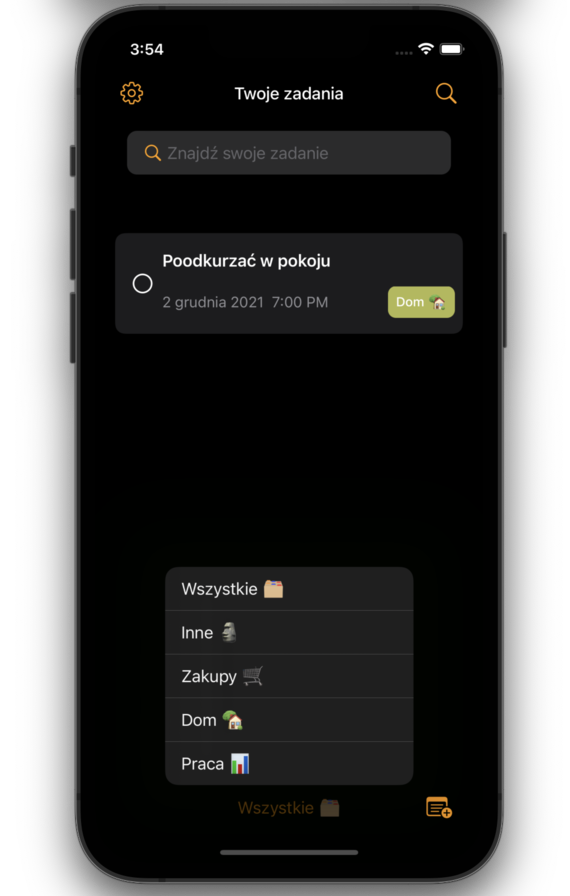 3:54
Twoje zadania
Znajdź swoje zadanie
Poodkurzać w pokoju
2 grudnia 2021 7:00 PM
Dom 🏡
Wszystkie 🗂️
Inne 🗿
Zakupy 🛒
Dom 🏡
Praca 📊
Wszystkie 🗂️